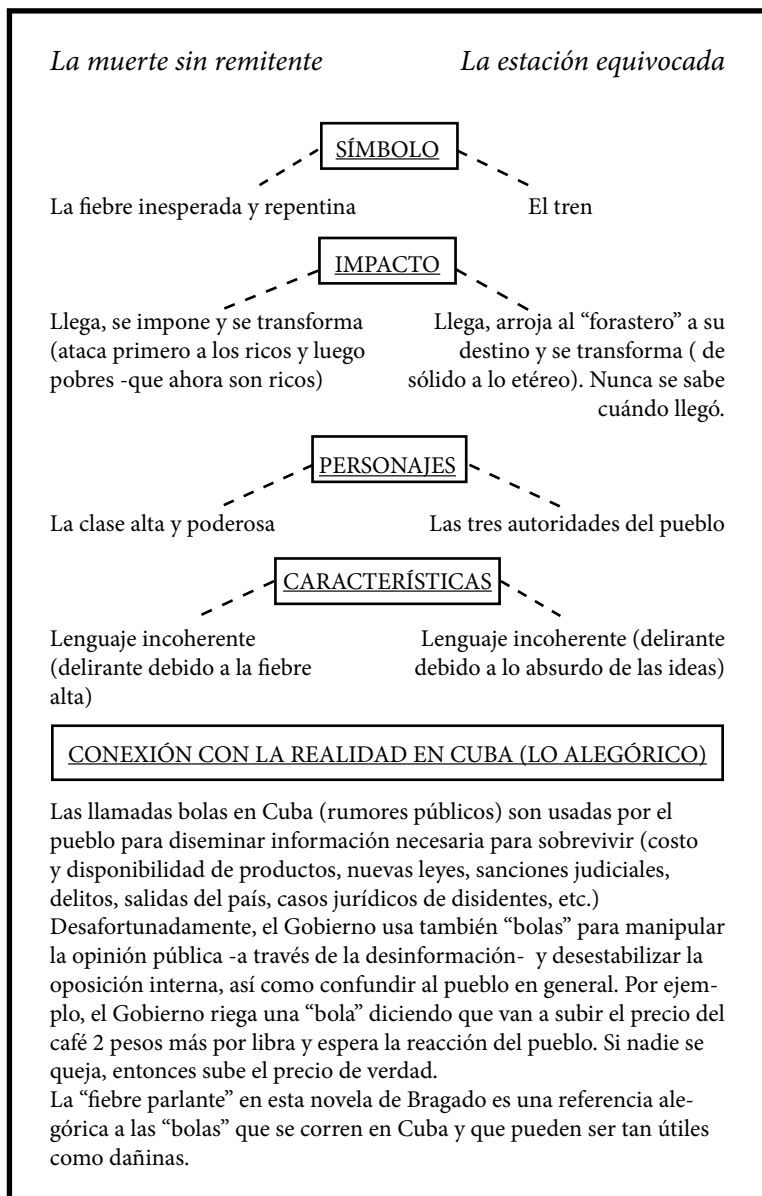 La muerte sin remitente La estación equivocada
SÍMBOLO
La fiebre inesperada y repentina El tren
IMPACTO
Llega, se impone y se transforma
(ataca primero a los ricos y luego
pobres -que ahora son ricos)
Llega, arroja al “forastero” a su
destino y se transforma ( de
sólido a lo etéreo). Nunca se sabe
cuándo llegó.
PERSONAJES
La clase alta y poderosa Las tres autoridades del pueblo
CARACTERÍSTICAS
Lenguaje incoherente
(delirante debido a la fiebre
alta)
Lenguaje incoherente (delirante
debido a lo absurdo de las ideas)
CONEXIÓN CON LA REALIDAD EN CUBA (LO ALEGÓRICO)
Las llamadas bolas en Cuba (rumores públicos) son usadas por el
pueblo para diseminar información necesaria para sobrevivir (costo
y disponibilidad de productos, nuevas leyes, sanciones judiciales,
delitos, salidas del país, casos jurídicos de disidentes, etc.)
Desafortunadamente, el Gobierno usa también “bolas” para manipular
la opinión pública -a través de la desinformación- y desestabilizar la
oposición interna, así como confundir al pueblo en general. Por ejem-
plo, el Gobierno riega una “bola” diciendo que van a subir el precio del
café 2 pesos más por libra y espera la reacción del pueblo. Si nadie se
queja, entonces sube el precio de verdad.
La “fiebre parlante” en esta novela de Bragado es una referencia ale-
górica a las “bolas” que se corren en Cuba y que pueden ser tan útiles
como dañinas.